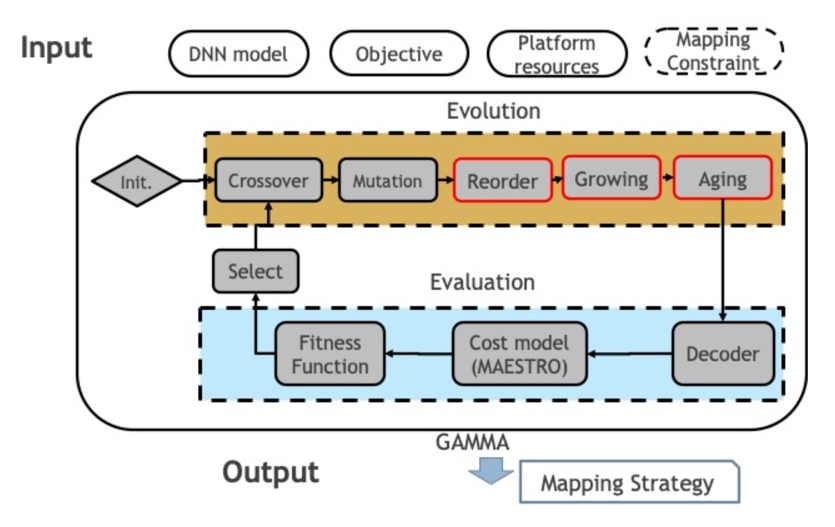 Input
DNN model
Objective
Platform
resources
Mapping
Constraint
Evolution
Init.
Crossover
Mutation
Reorder
Growing
Aging
Select
Evaluation
Fitness
Function
Cost model
(MAESTRO)
Decoder
GAMMA
Output
Mapping Strategy